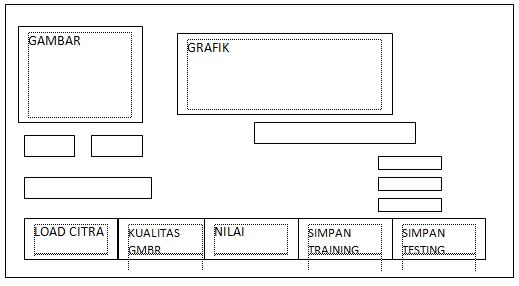 GAMBAR
GRAFIK
LOAD CITRA
KUALITAS
GMBR
NILAI
SIMPAN
TRAINING
SIMPAN
TESTING